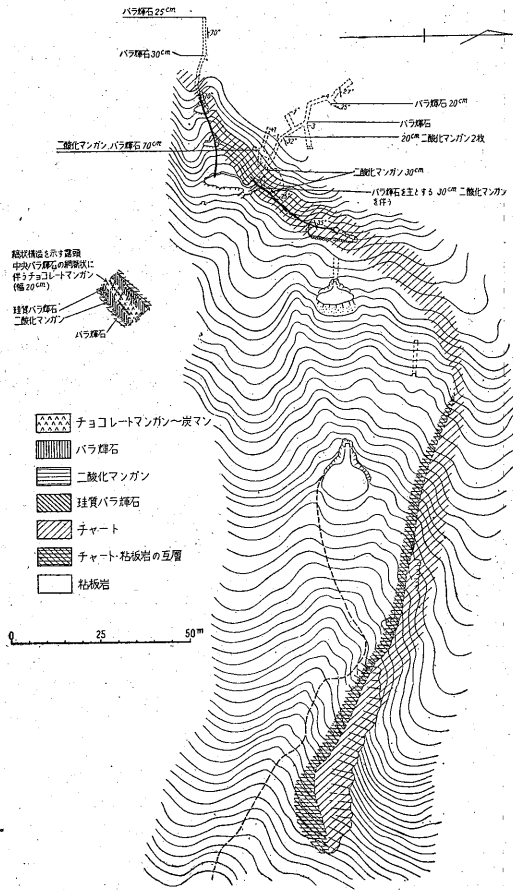 バラ輝石 25cm
70°
バラ輝石 30cm
バラ輝石 20cm
バラ輝石
20cm 二酸化マンガン 2枚
二酸化マンガン, バラ輝石 70cm
二酸化マンガン 30cm
バラ輝石を主とする 30cm 二酸化マンガン
を伴う
縞状構造を示す露頭
中央バラ輝石の網脈状に
伴うチョコレートマンガン
(幅20cm)
珪質バラ輝石
二酸化マンガン
バラ輝石
チョコレートマンガン〜炭マン
バラ輝石
二酸化マンガン
珪質バラ輝石
チャート
チャート・粘板岩の互層
粘板岩
0 25 50m